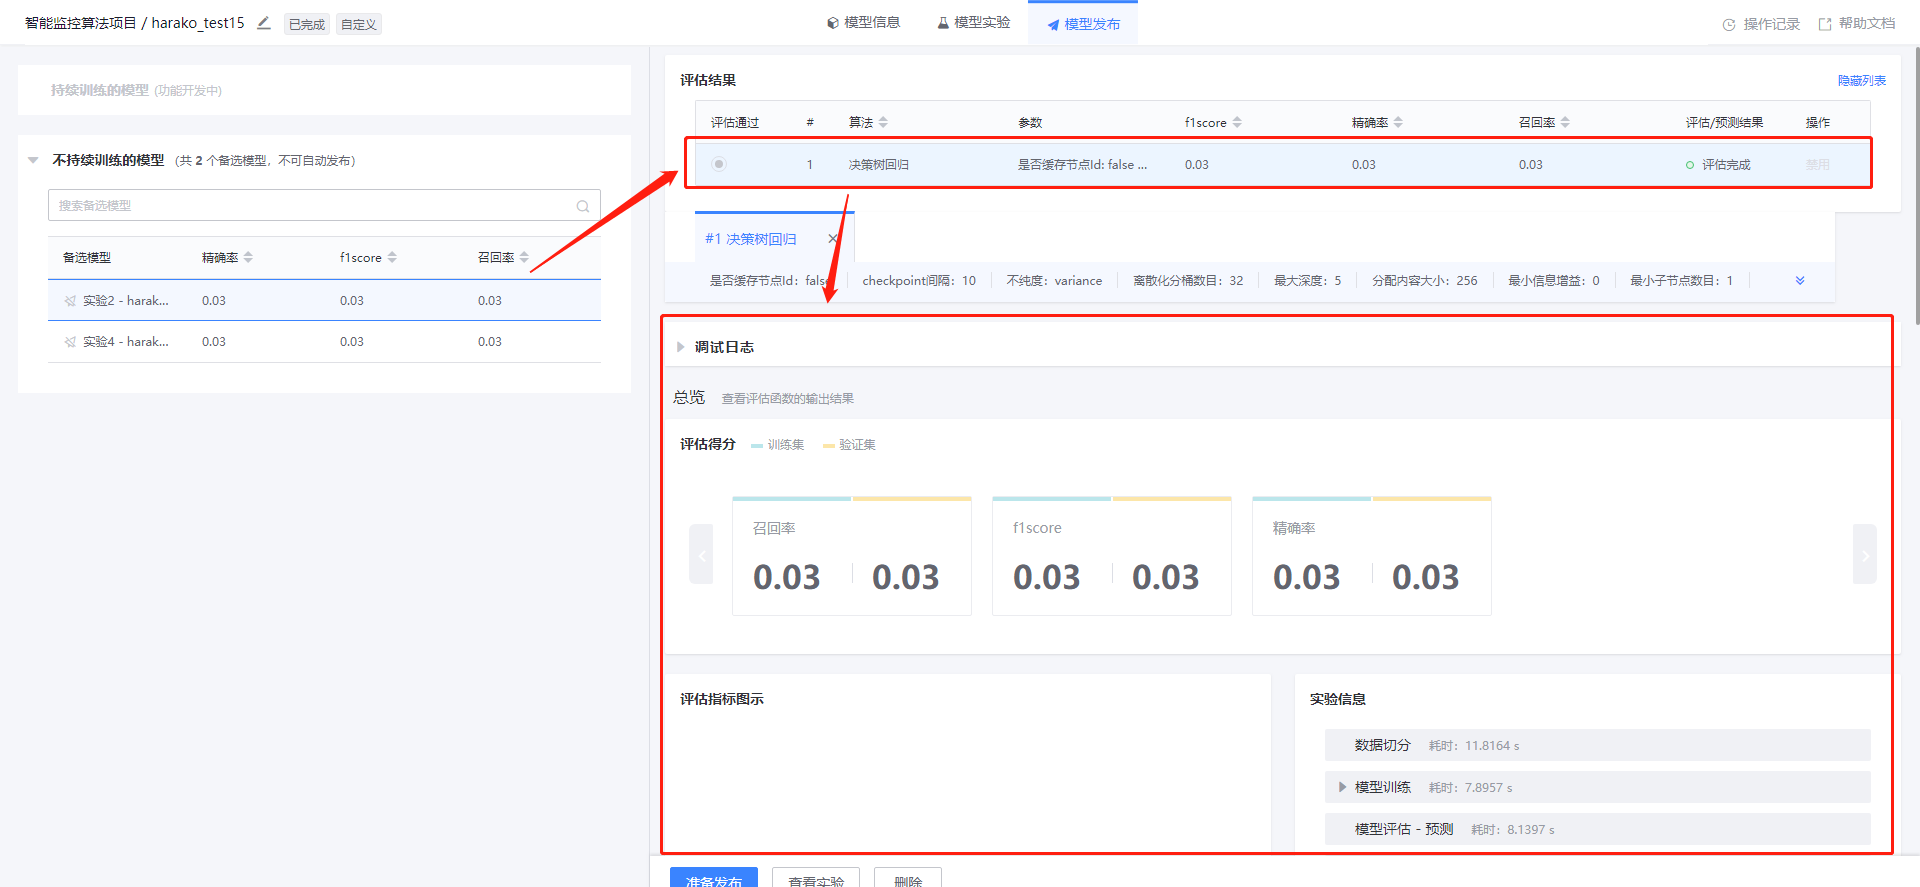 智能监控算法项目 / harako_test15 已完成 自定义
模型信息 模型实验 模型发布
操作记录 帮助文档
持续训练的模型 (功能开发中)
不持续训练的模型 (共 2 个备选模型，不可自动发布)
搜索备选模型
备选模型 精确率 f1score 召回率
实验2 - harak... 0.03 0.03 0.03
实验4 - harak... 0.03 0.03 0.03
评估结果 隐藏列表
评估通过 # 算法 参数 f1score 精确率 召回率 评估/预测结果 操作
1 决策树回归 是否缓存节点Id: false ... 0.03 0.03 0.03 评估完成 禁用
#1 决策树回归
是否缓存节点Id：false checkpoint间隔：10 不纯度：variance 离散化分桶数目：32 最大深度：5 分配内容大小：256 最小信息增益：0 最小子节点数目：1
调试日志
总览 查看评估函数的输出结果
评估得分 训练集 验证集
召回率 f1score 精确率
0.03 0.03 0.03 0.03 0.03 0.03
评估指标图示
实验信息
数据切分 耗时：11.8164 s
模型训练 耗时：7.8957 s
模型评估 - 预测 耗时：8.1397 s
准备发布 查看实验 删除